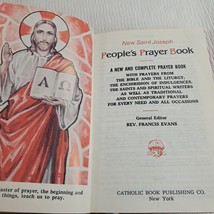 A Ω
aster of prayer, the beginning and
things, teach us to pray.
New Saint Joseph
People's Prayer Book
A NEW AND COMPLETE PRAYER BOOK
WITH PRAYERS FROM
THE BIBLE AND THE LITURGY,
THE ENCHIRIDION OF INDULGENCES,
THE SAINTS AND SPIRITUAL WRITERS
AS WELL AS TRADITIONAL
AND CONTEMPORARY PRAYERS
FOR EVERY NEED AND ALL OCCASIONS
General Editor
REV. FRANCIS EVANS
CATHOLIC BOOK PUBLISHING CO.
New York